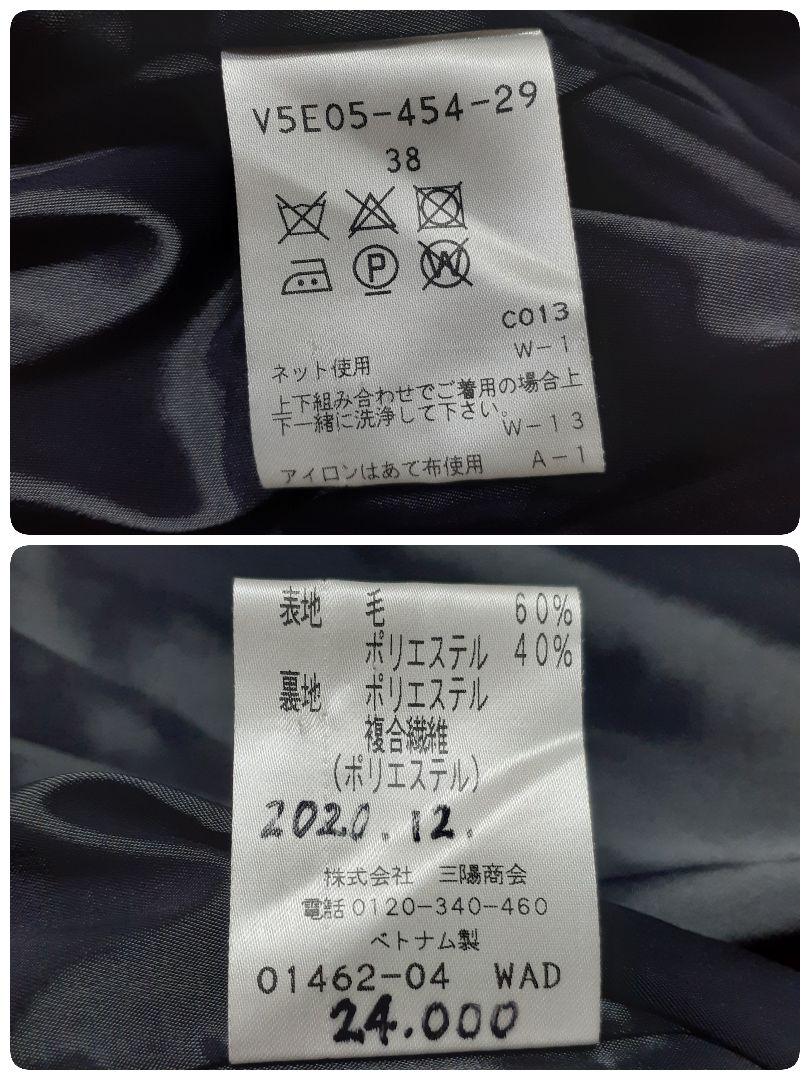 V5E05-454-29
38
P W
C013
W-1
ネット使用
上下組み合わせでご着用の場合上
下一緒に洗浄して下さい。
W-13
アイロンはあて布使用 A-1
表地 毛 60%
ポリエステル 40%
裏地 ポリエステル
複合繊維
(ポリエステル)
2020.12.
株式会社 三陽商会
電話0120-340-460
ベトナム製
01462-04 WAD
24.000